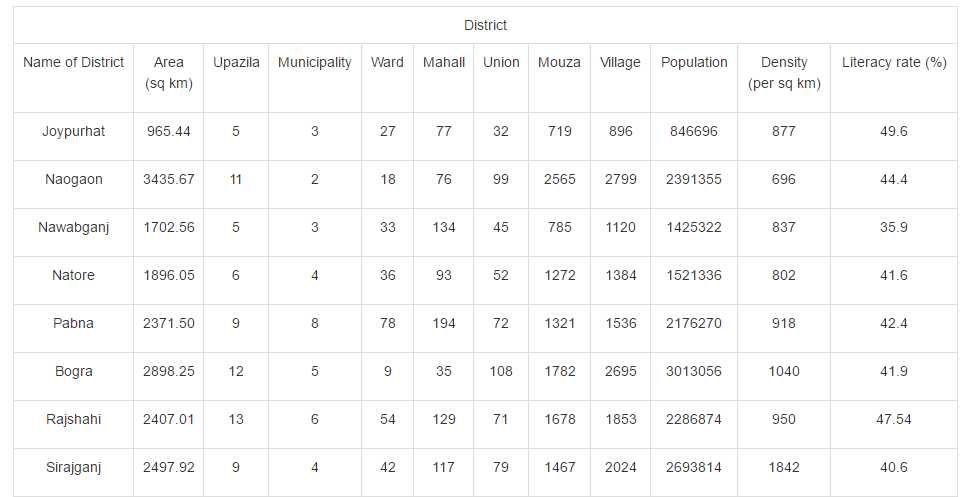 District
Name of District Area (sq km) Upazila Municipality Ward Mahall Union Mouza Village Population Density (per sq km) Literacy rate (%)
Joypurhat 965.44 5 3 27 77 32 719 896 846696 877 49.6
Naogaon 3435.67 11 2 18 76 99 2565 2799 2391355 696 44.4
Nawabganj 1702.56 5 3 33 134 45 785 1120 1425322 837 35.9
Natore 1896.05 6 4 36 93 52 1272 1384 1521336 802 41.6
Pabna 2371.50 9 8 78 194 72 1321 1536 2176270 918 42.4
Bogra 2898.25 12 5 9 35 108 1782 2695 3013056 1040 41.9
Rajshahi 2407.01 13 6 54 129 71 1678 1853 2286874 950 47.54
Sirajganj 2497.92 9 4 42 117 79 1467 2024 2693814 1842 40.6